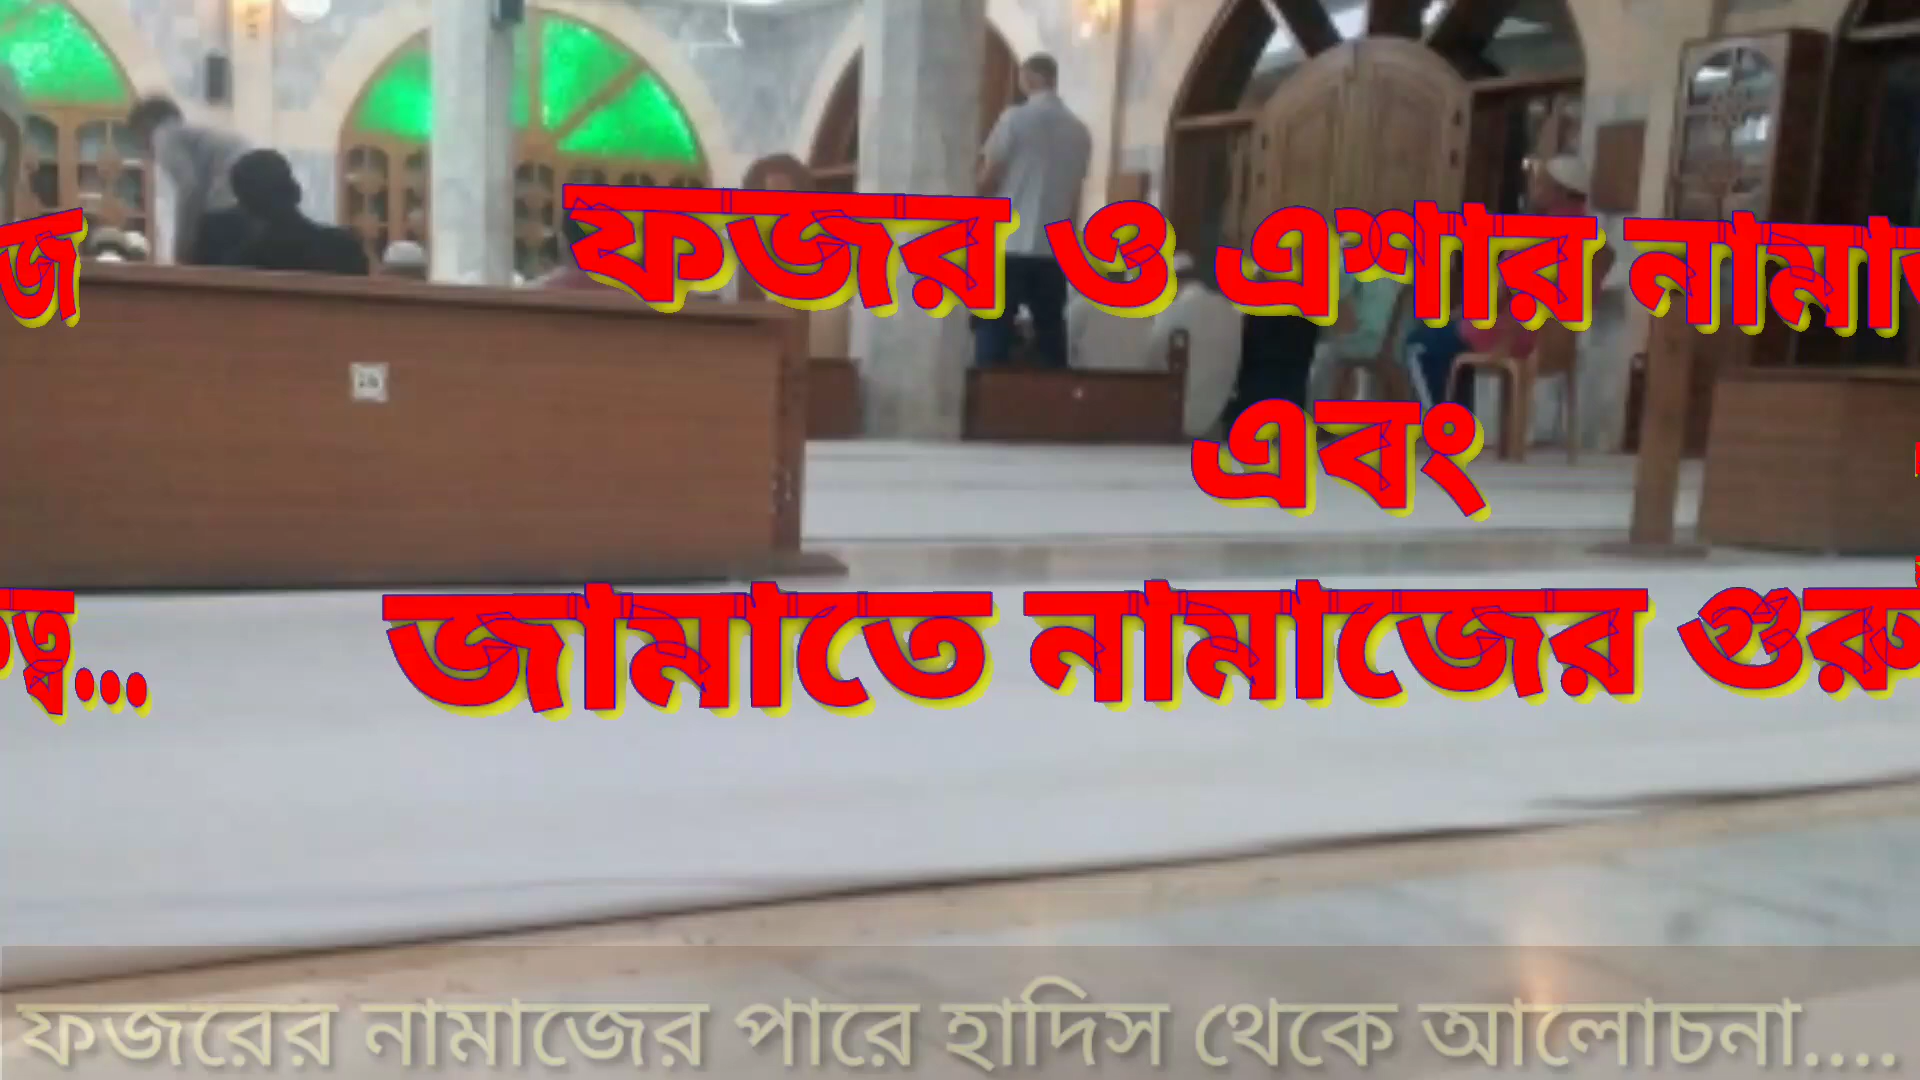 ফজর ও এশার নামাজ
এবং
জামাতে নামাজের গুরুত্ব...
ফজরের নামাজের পারে হাদিস থেকে আলোচনা....